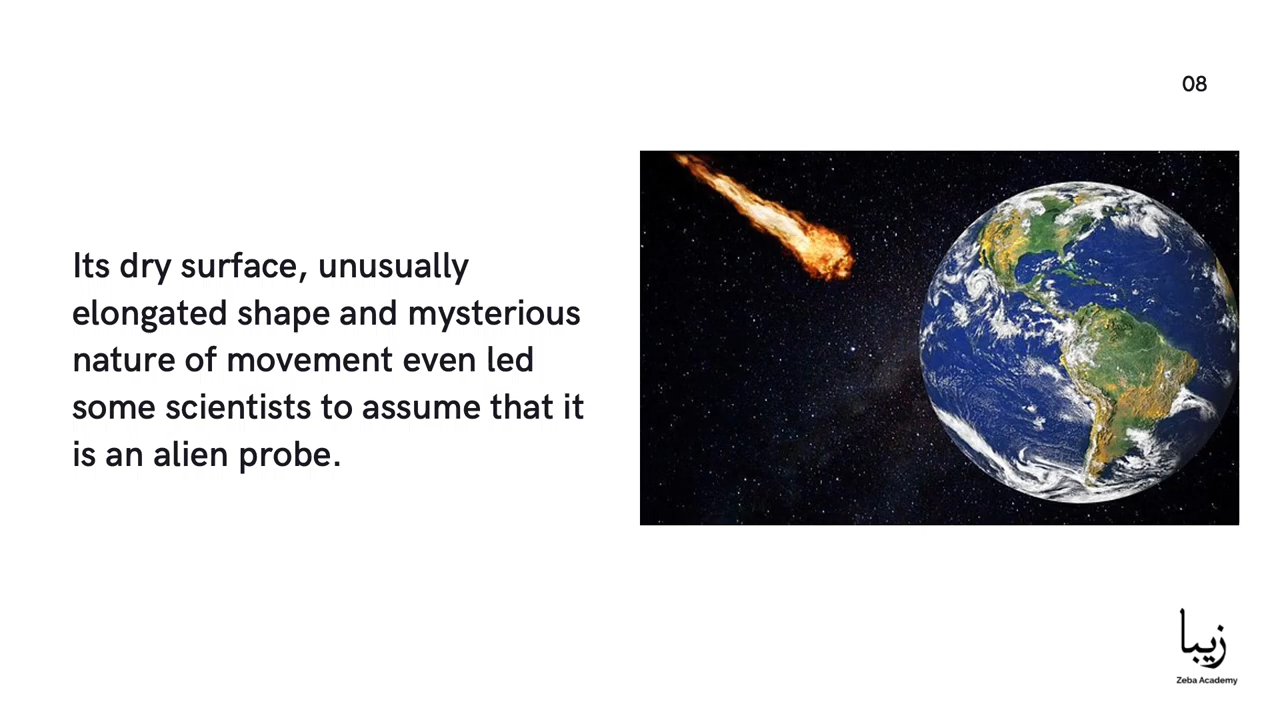 08
Its dry surface, unusually
elongated shape and mysterious
nature of movement even led
some scientists to assume that it
is an alien probe.
زیبا
Zeba Academy